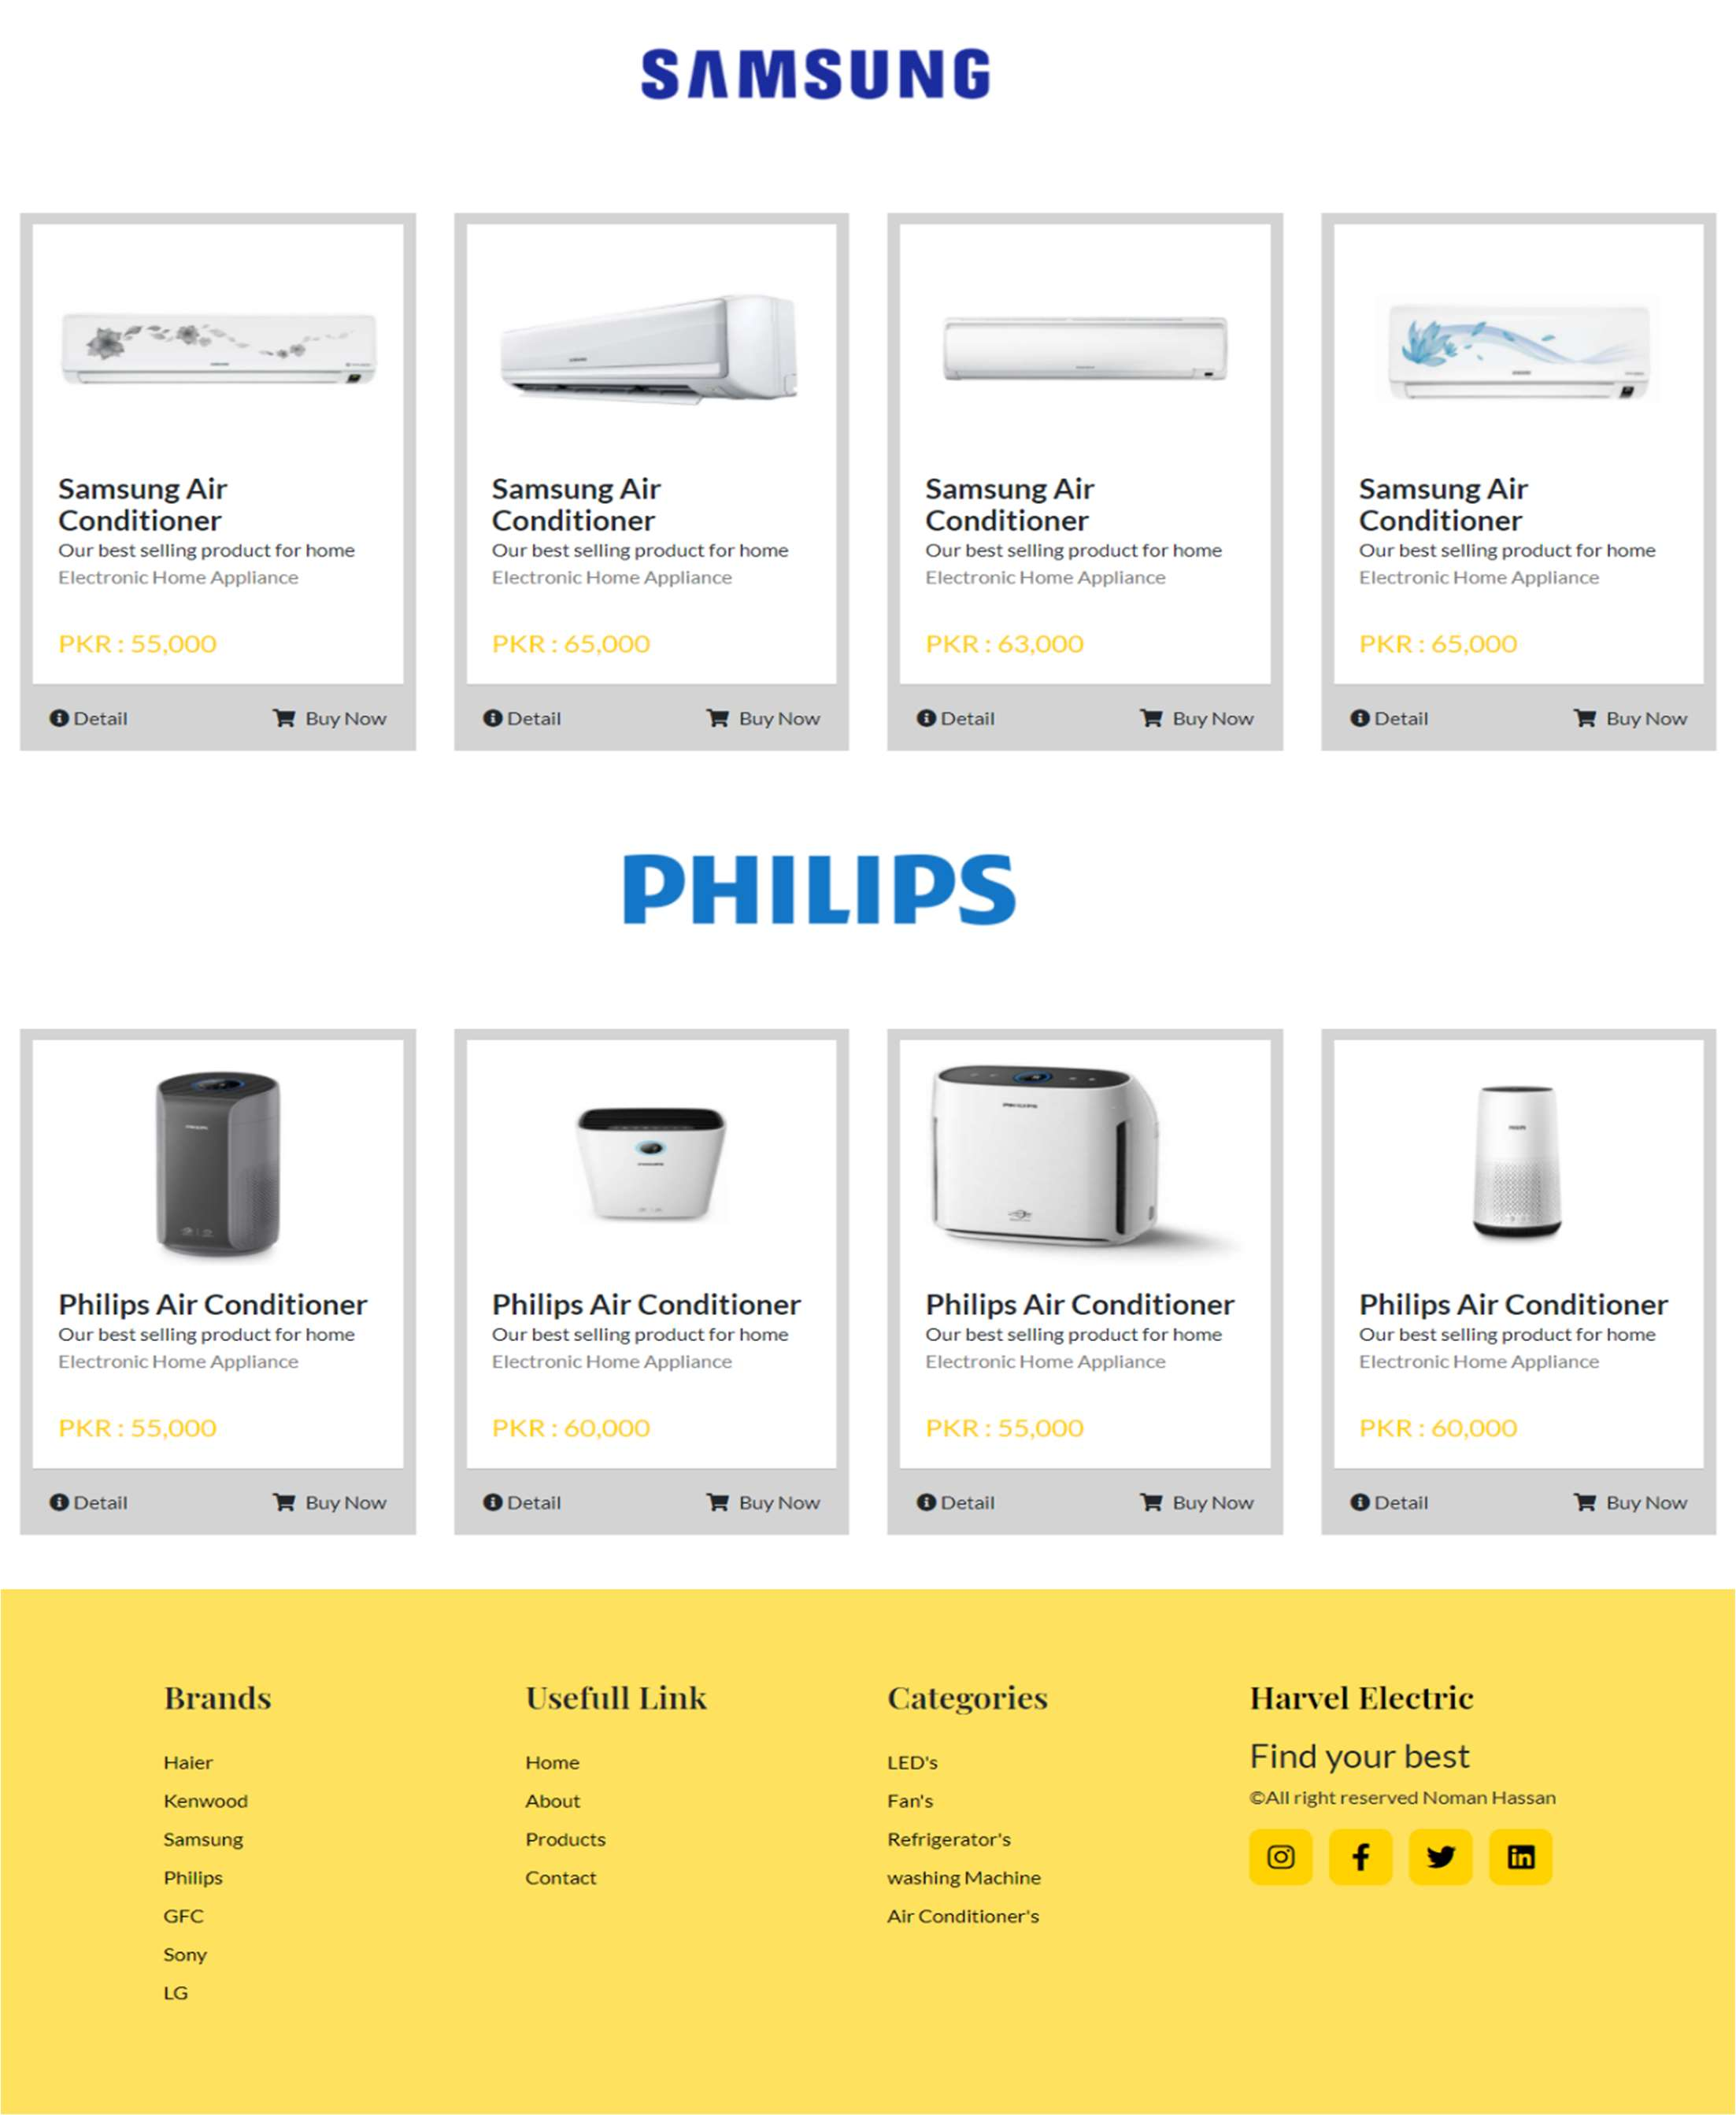 SAMSUNG
Samsung Air
Conditioner
Our best selling product for home
Electronic Home Appliance
PKR : 55,000
Detail
Buy Now
Samsung Air
Conditioner
Our best selling product for home
Electronic Home Appliance
PKR : 65,000
Detail
Buy Now
Samsung Air
Conditioner
Our best selling product for home
Electronic Home Appliance
PKR : 63,000
Detail
Buy Now
Samsung Air
Conditioner
Our best selling product for home
Electronic Home Appliance
PKR : 65,000
Detail
Buy Now
PHILIPS
PHILIPS
Philips Air Conditioner
Our best selling product for home
Electronic Home Appliance
PKR : 55,000
Detail
Buy Now
PHILIPS
Philips Air Conditioner
Our best selling product for home
Electronic Home Appliance
PKR : 60,000
Detail
Buy Now
PHILIPS
Philips Air Conditioner
Our best selling product for home
Electronic Home Appliance
PKR : 55,000
Detail
Buy Now
PHILIPS
Philips Air Conditioner
Our best selling product for home
Electronic Home Appliance
PKR : 60,000
Detail
Buy Now
Brands
Haier
Kenwood
Samsung
Philips
GFC
Sony
LG
Usefull Link
Home
About
Products
Contact
Categories
LED's
Fan's
Refrigerator's
washing Machine
Air Conditioner's
Harvel Electric
Find your best
©All right reserved Noman Hassan